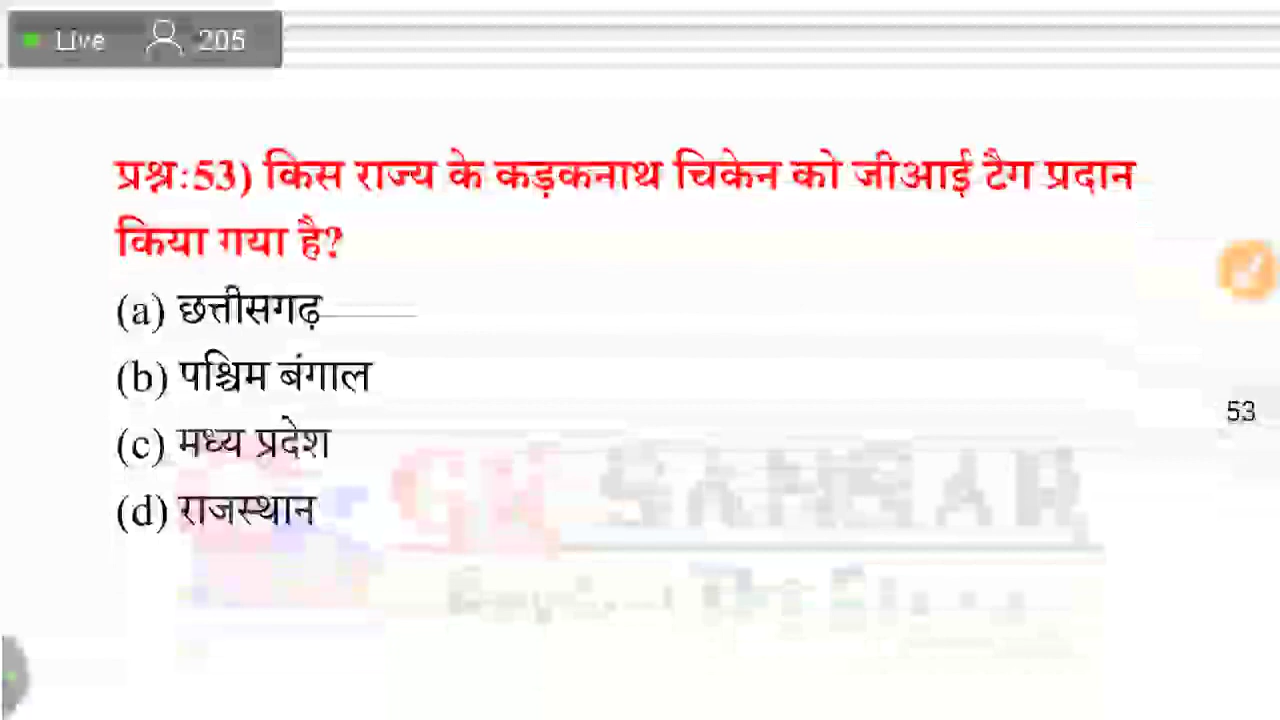 Live 205
प्रश्न:53) किस राज्य के कड़कनाथ चिकेन को जीआई टैग प्रदान
किया गया है?
(a) छत्तीसगढ़
(b) पश्चिम बंगाल
53
(c) मध्य प्रदेश
(d) राजस्थान